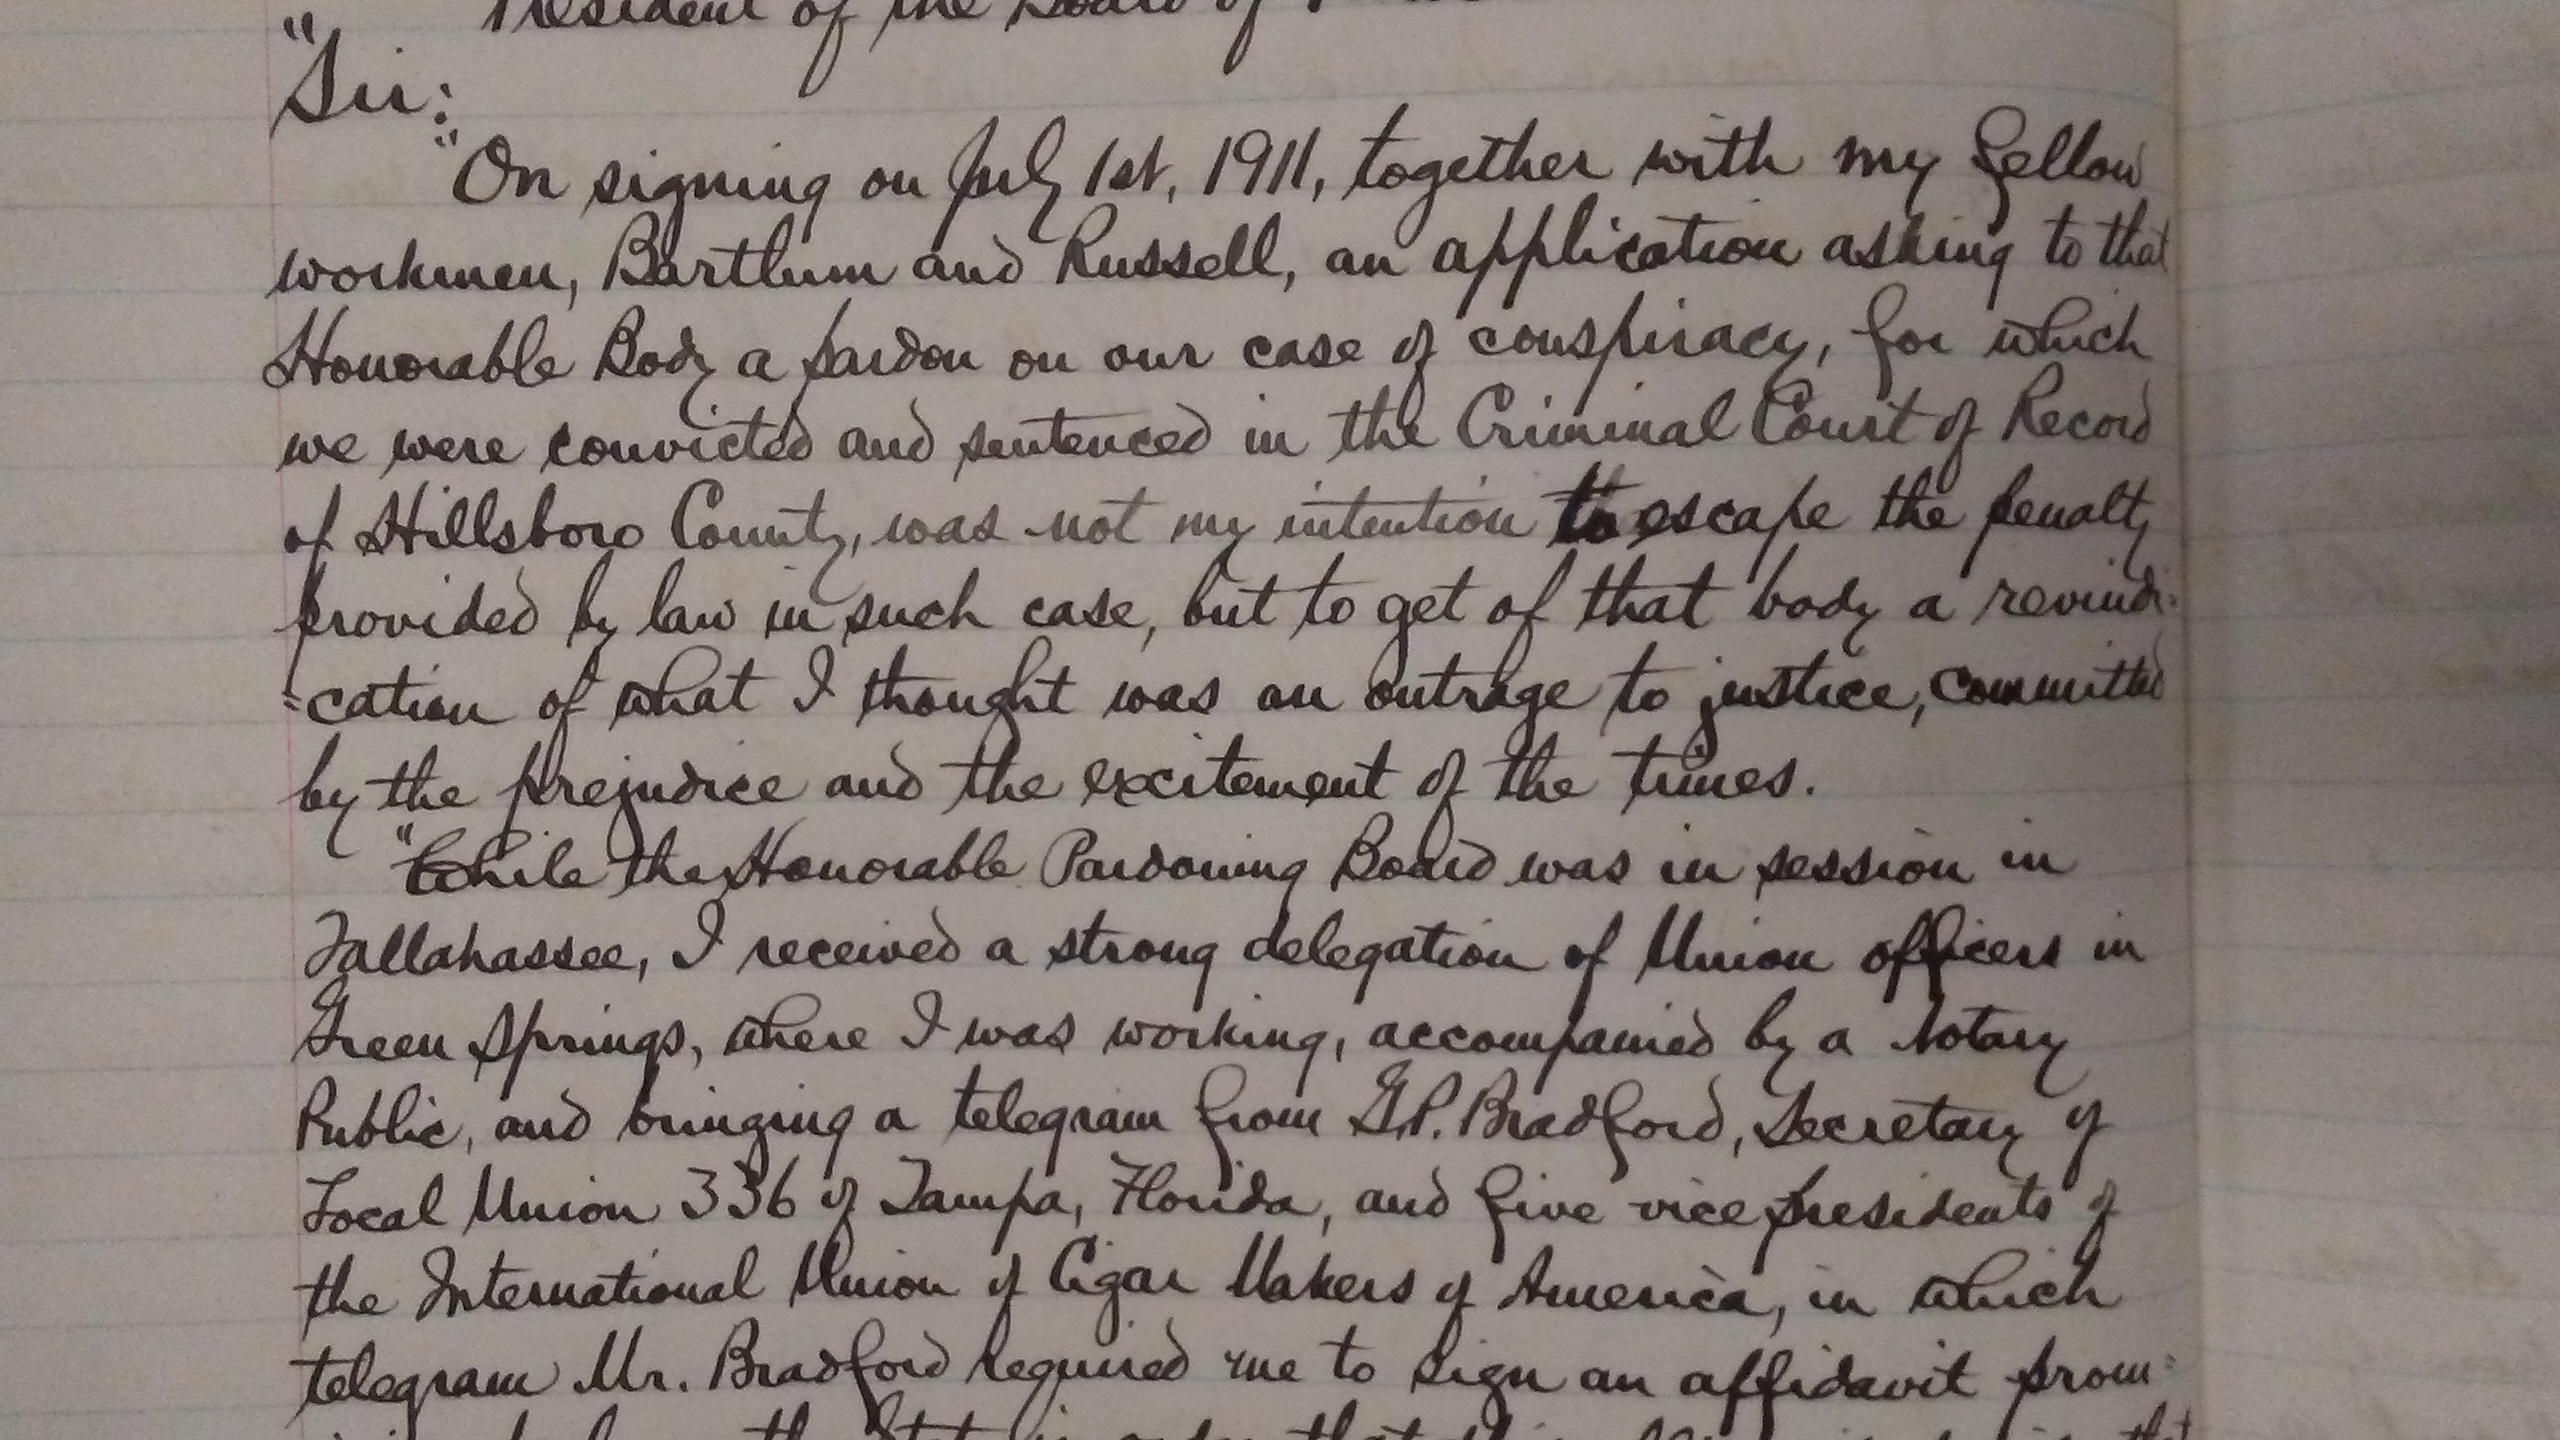 President of the Board of
"Sir:
"On signing on July 1st, 1911, together with my fellow
workmen, Bartlum and Russell, an application asking to that
Honorable Body a pardon on our case of conspiracy, for which
we were convicted and sentenced in the Criminal Court of Record
of Hillsboro County, was not my intention to escape the penalty
provided by law in such case, but to get of that body a revindi=
"cation of what I thought was an outrage to justice, committed
by the prejudice and the excitement of the times.
"While the Honorable Pardoning Board was in session in
Tallahassee, I received a strong delegation of Union officers in
Green Springs, where I was working, accompanied by a Notary
Public, and bringing a telegram from S.P. Bradford, Secretary of
Local Union 336 of Tampa, Florida, and five vice presidents of
the International Union of Cigar Makers of America, in which
telegram Mr. Bradford required me to sign an affidavit prom=